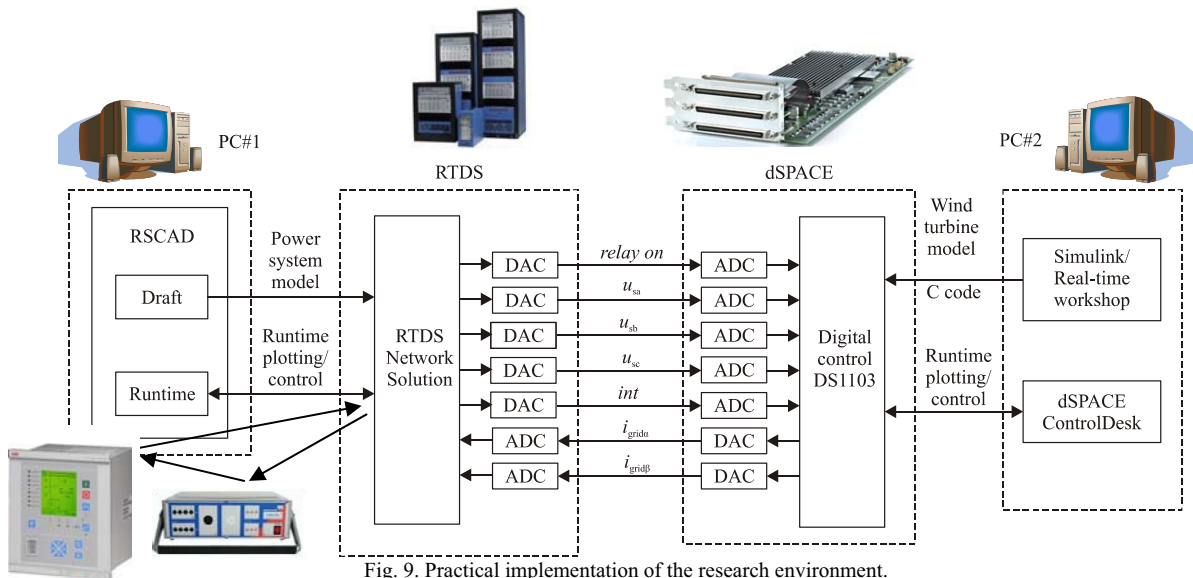 PC#1
RTDS
dSPACE
PC#2
RSCAD
Draft
Runtime
Power
system
model
Runtime
plotting/
control
RTDS
Network
Solution
DAC
relay on
ADC
DAC
u_sa
ADC
DAC
u_sb
ADC
DAC
u_sc
ADC
DAC
int
ADC
ADC
i_gridα
DAC
ADC
i_gridβ
DAC
Digital
control
DS1103
Wind
turbine
model
C code
Runtime
plotting/
control
Simulink/
Real-time
workshop
dSPACE
ControlDesk
ABB
Fig. 9. Practical implementation of the research environment.